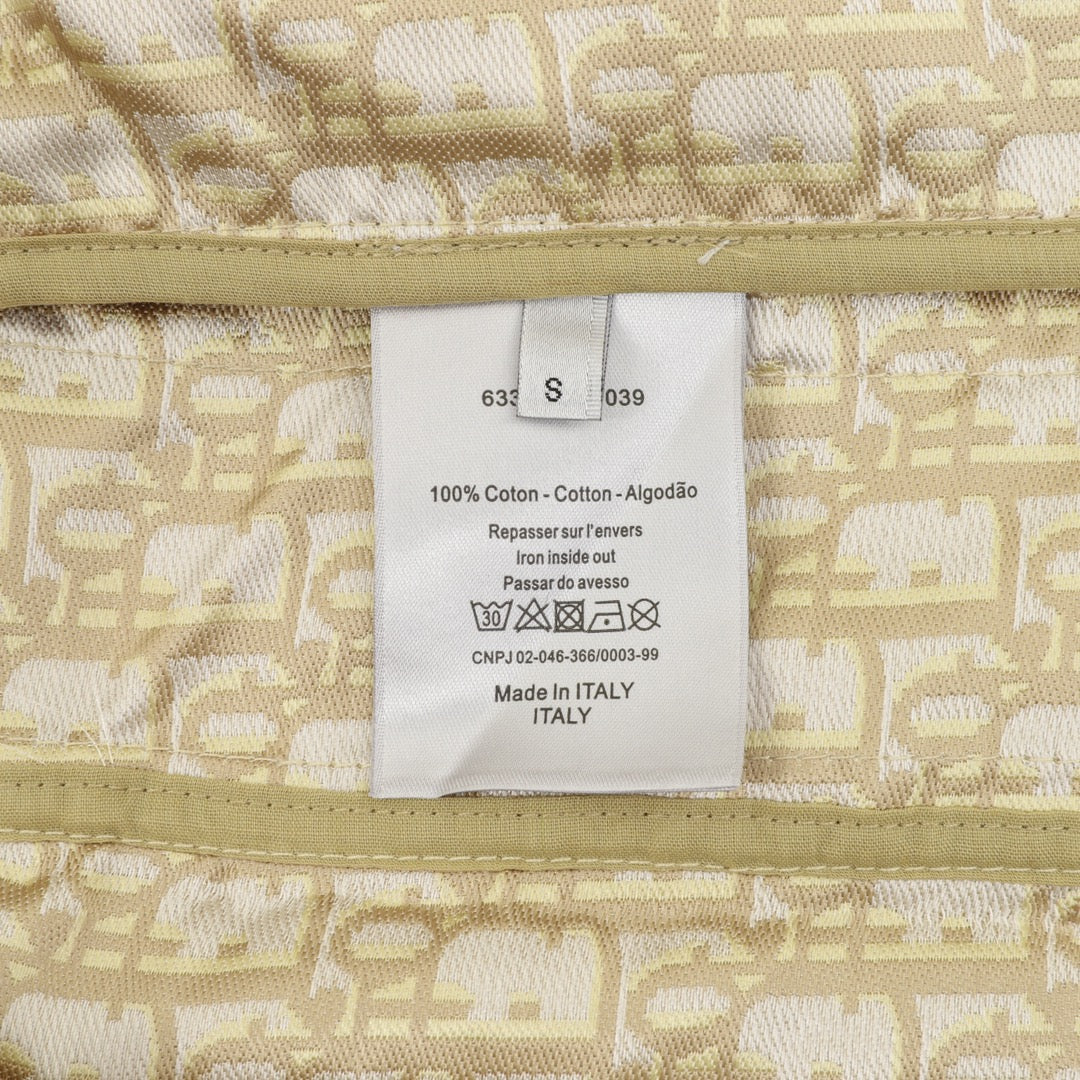 S
633 039
100% Coton - Cotton - Algodão
Repasser sur l'envers
Iron inside out
Passar do avesso
30
CNPJ 02-046-366/0003-99
Made In ITALY
ITALY